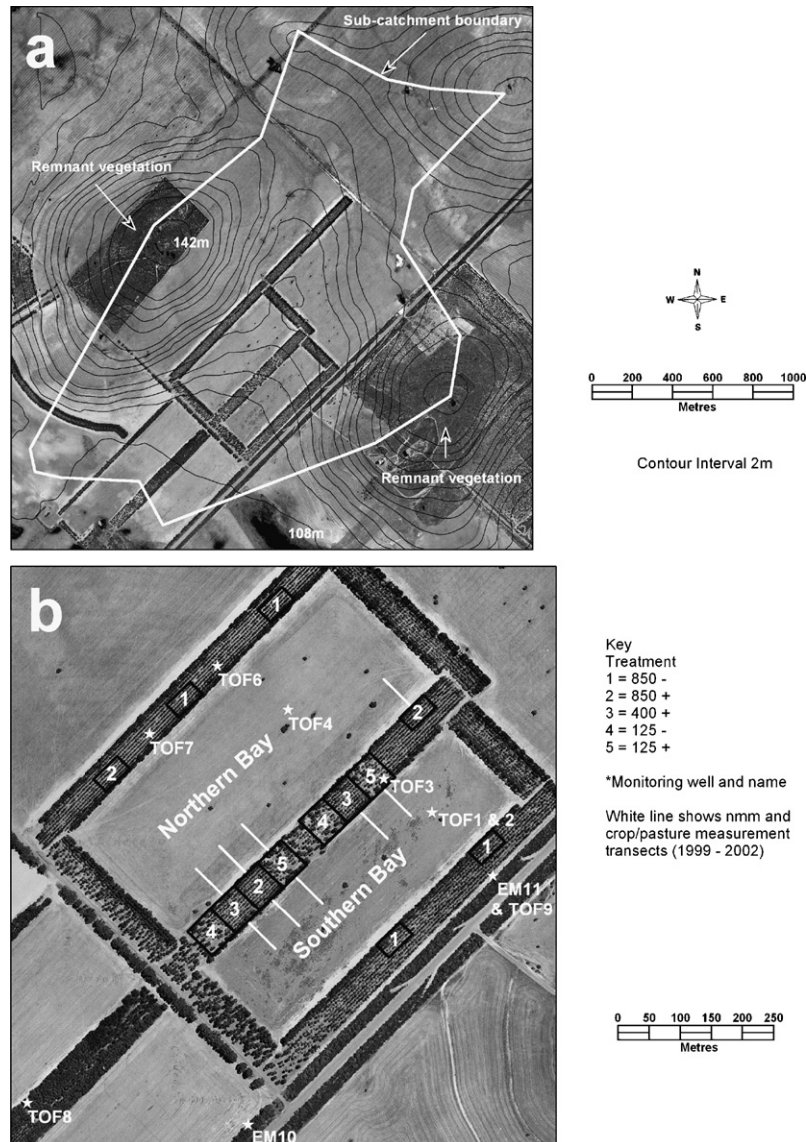 a
Sub-catchment boundary
Remnant vegetation
142m
Remnant vegetation
108m
N
W E
S
0 200 400 600 800 1000
Metres
Contour Interval 2m
b
1
TOF6
1
TOF7
TOF4
2
2
Northern Bay
5
TOF3
3
4
TOF1 & 2
1
5
EM11
& TOF9
2
3
4
Southern Bay
1
TOF8
EM10
Key
Treatment
1 = 850 -
2 = 850 +
3 = 400 +
4 = 125 -
5 = 125 +
*Monitoring well and name
White line shows nmm and
crop/pasture measurement
transects (1999 - 2002)
0 50 100 150 200 250
Metres